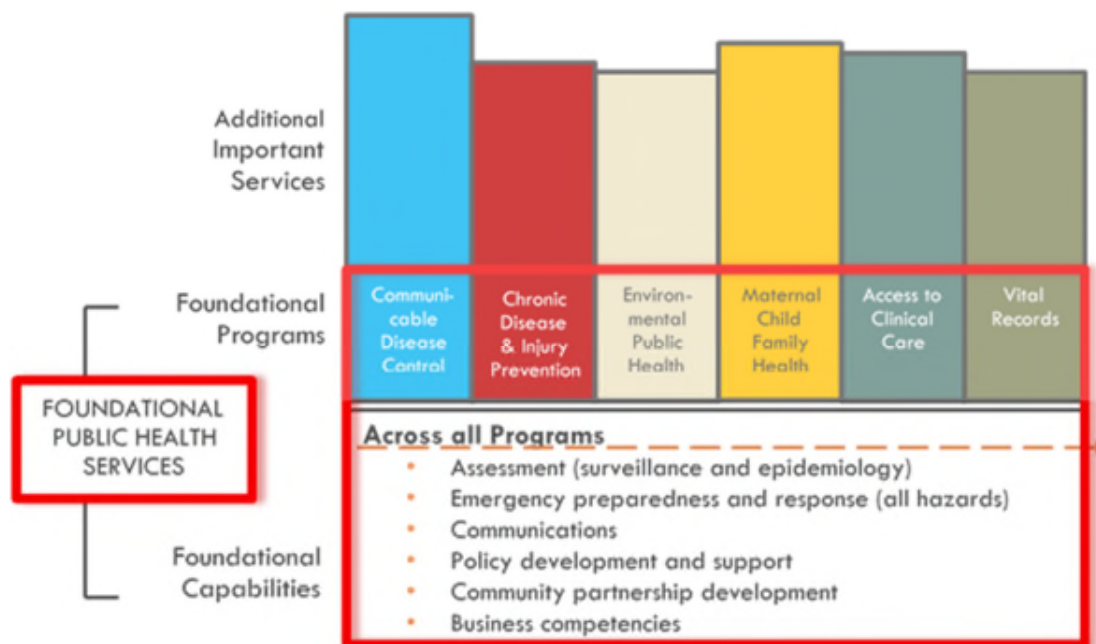 Additional
Important
Services
Foundational
Programs
Communi-
cable
Disease
Control
Chronic
Disease
& Injury
Prevention
Environ-
mental
Public
Health
Maternal
Child
Family
Health
Access to
Clinical
Care
Vital
Records
FOUNDATIONAL
PUBLIC HEALTH
SERVICES
Across all Programs
• Assessment (surveillance and epidemiology)
• Emergency preparedness and response (all hazards)
• Communications
• Policy development and support
• Community partnership development
• Business competencies
Foundational
Capabilities